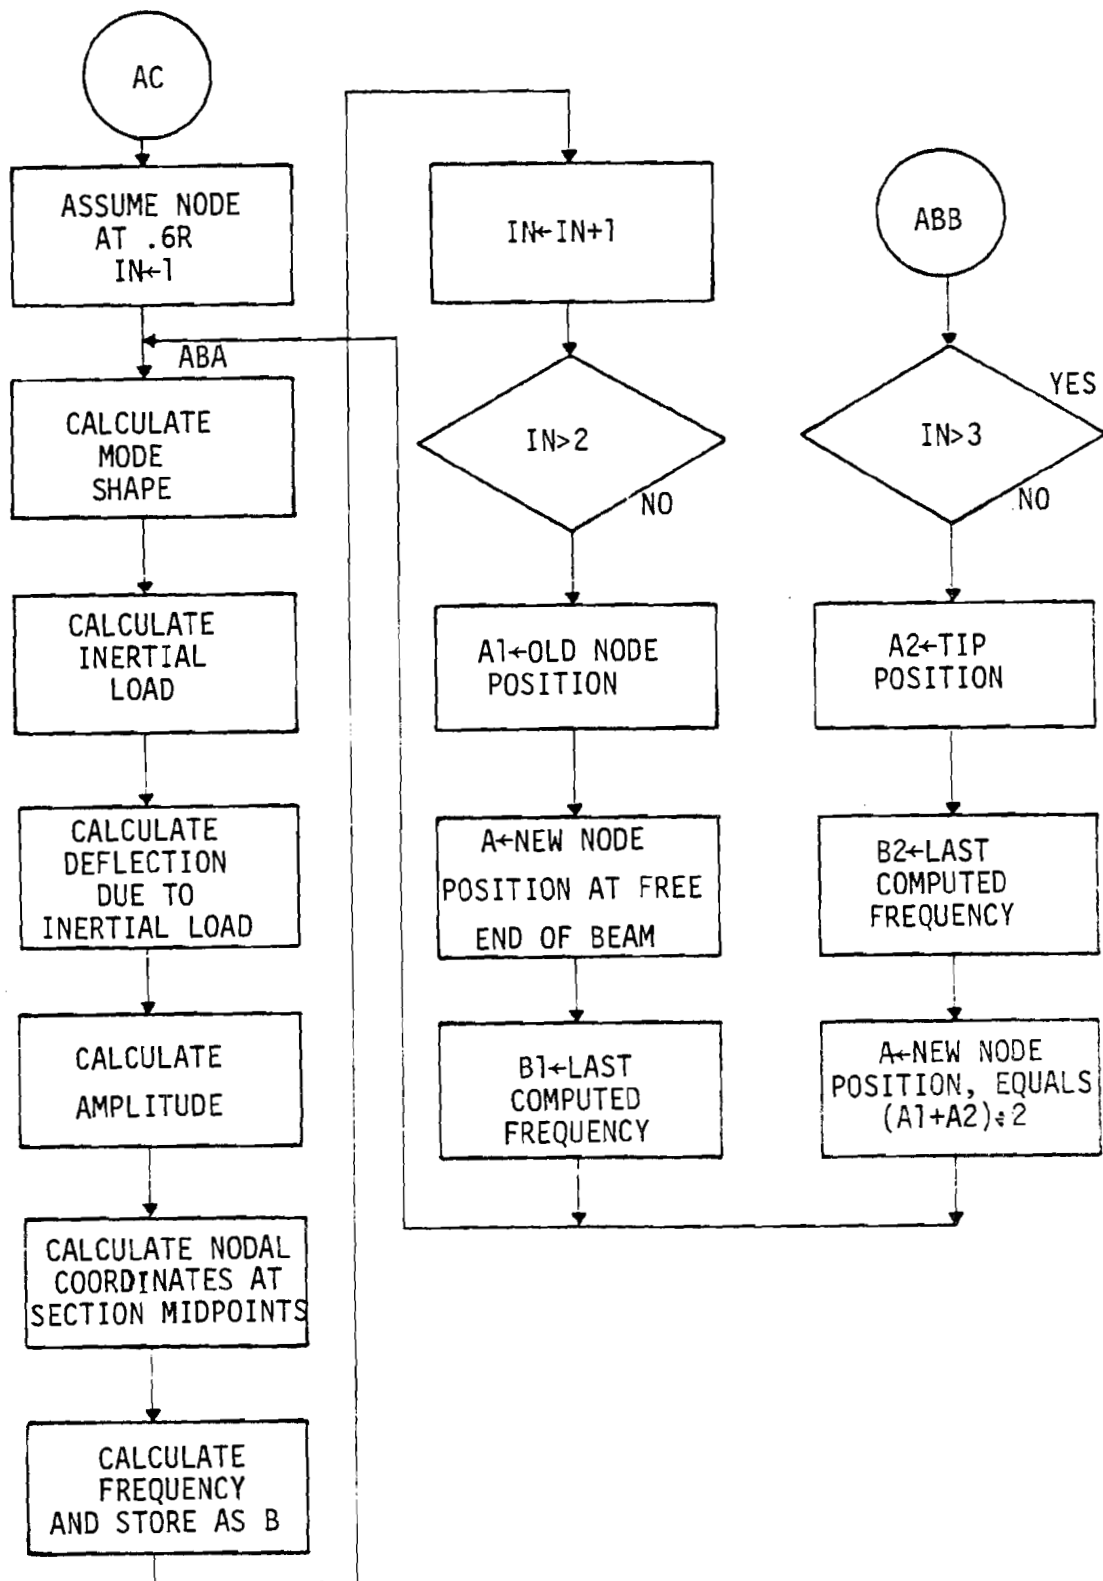 AC
ASSUME NODE
AT .6R
IN←1
ABA
CALCULATE
MODE
SHAPE
CALCULATE
INERTIAL
LOAD
CALCULATE
DEFLECTION
DUE TO
INERTIAL LOAD
CALCULATE
AMPLITUDE
CALCULATE NODAL
COORDINATES AT
SECTION MIDPOINTS
CALCULATE
FREQUENCY
AND STORE AS B
IN←IN+1
IN>2
NO
A1←OLD NODE
POSITION
A←NEW NODE
POSITION AT FREE
END OF BEAM
B1←LAST
COMPUTED
FREQUENCY
ABB
YES
IN>3
NO
A2←TIP
POSITION
B2←LAST
COMPUTED
FREQUENCY
A←NEW NODE
POSITION, EQUALS
(A1+A2)÷2